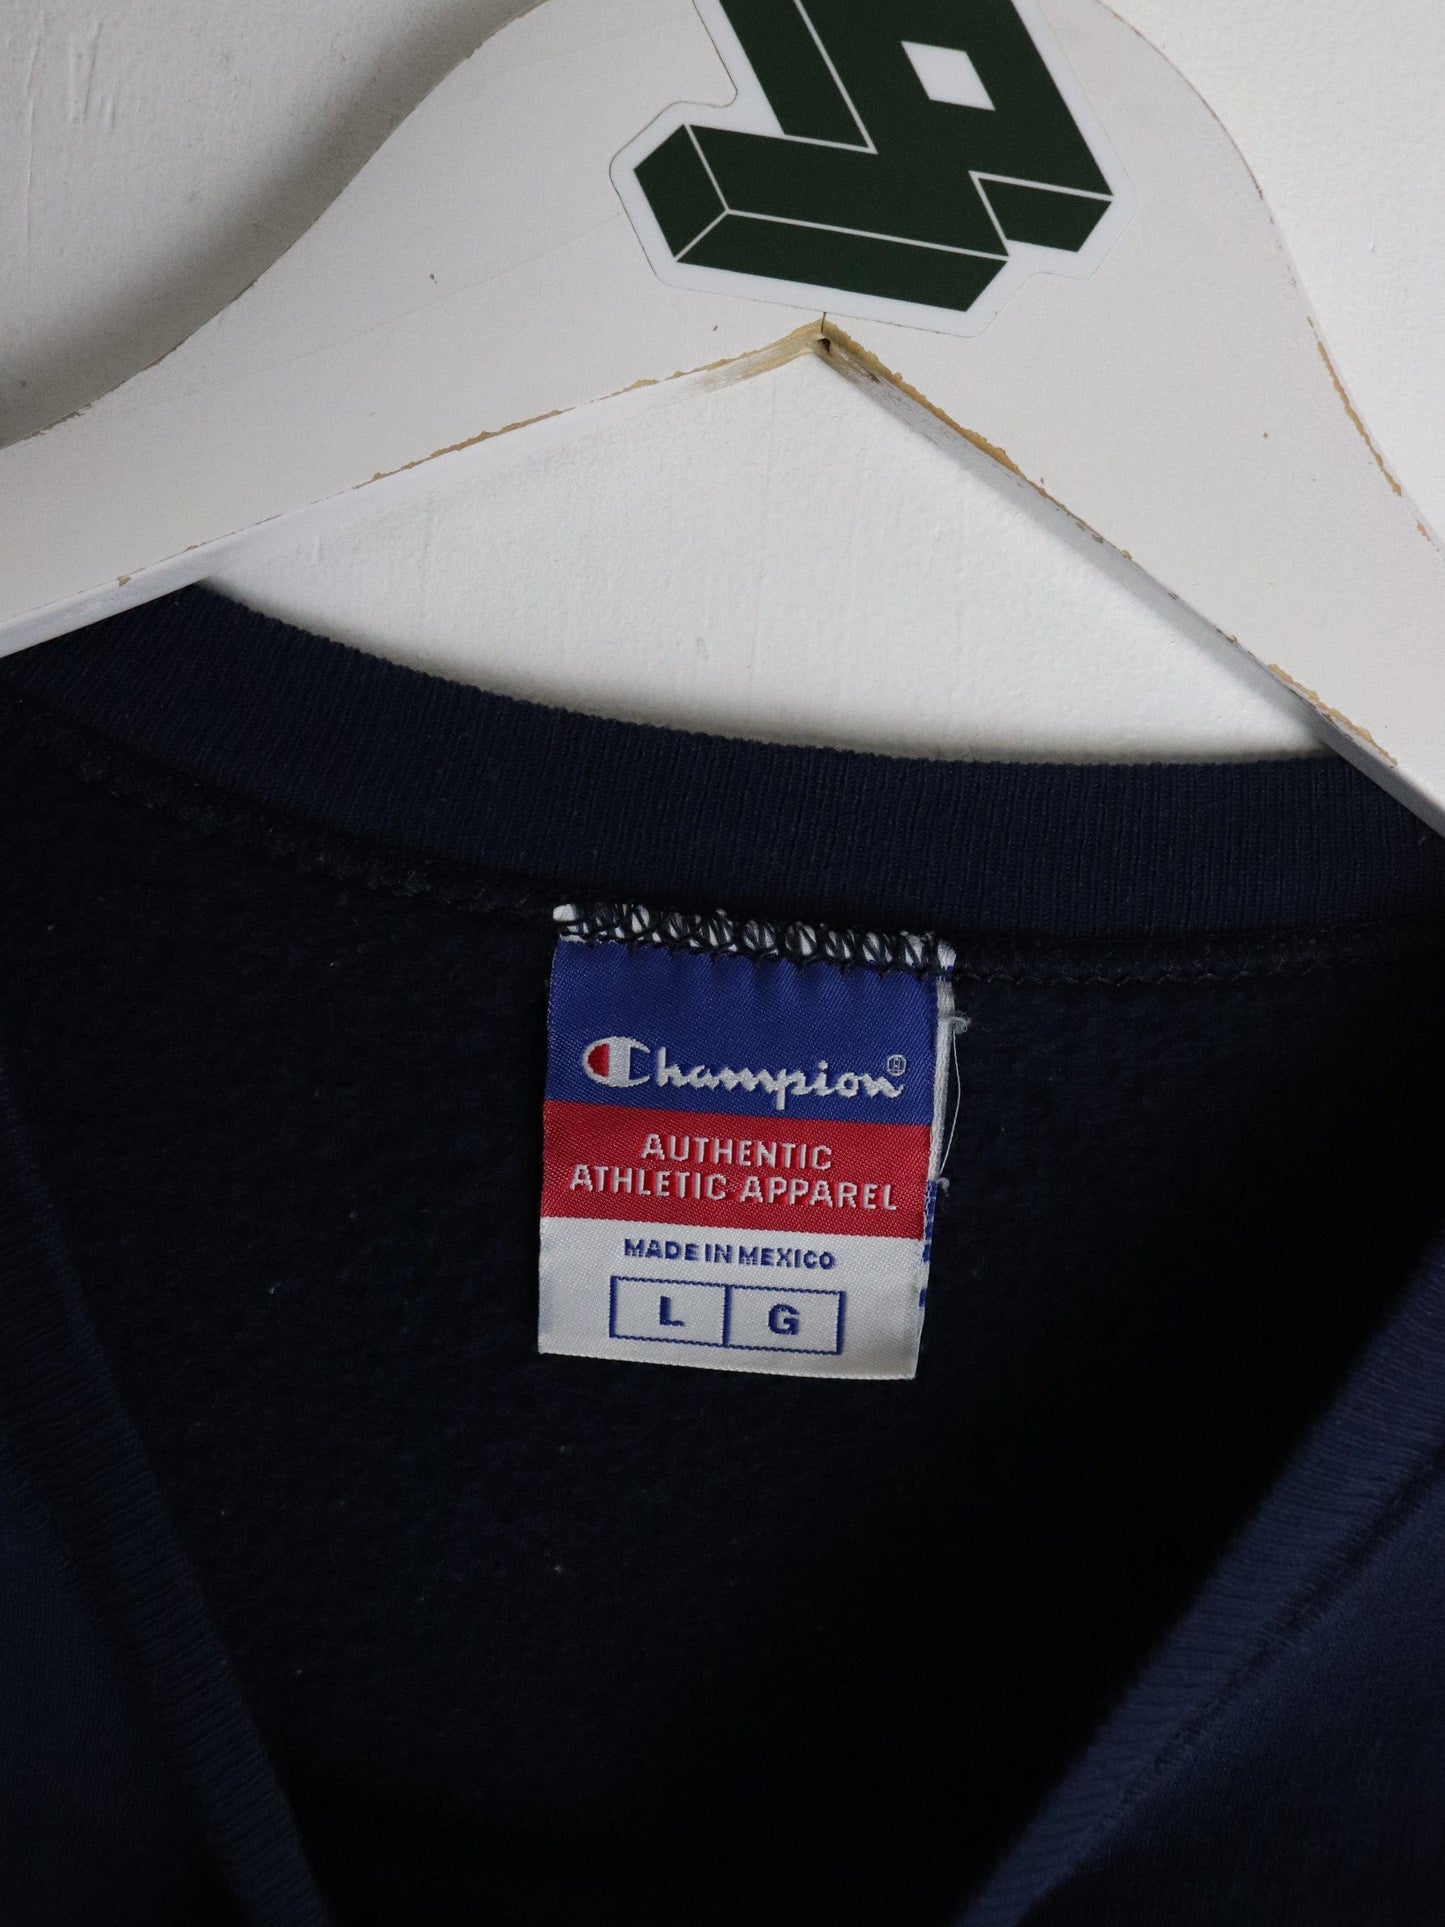 Champion®
AUTHENTIC
ATHLETIC APPAREL
MADE IN MEXICO
L G